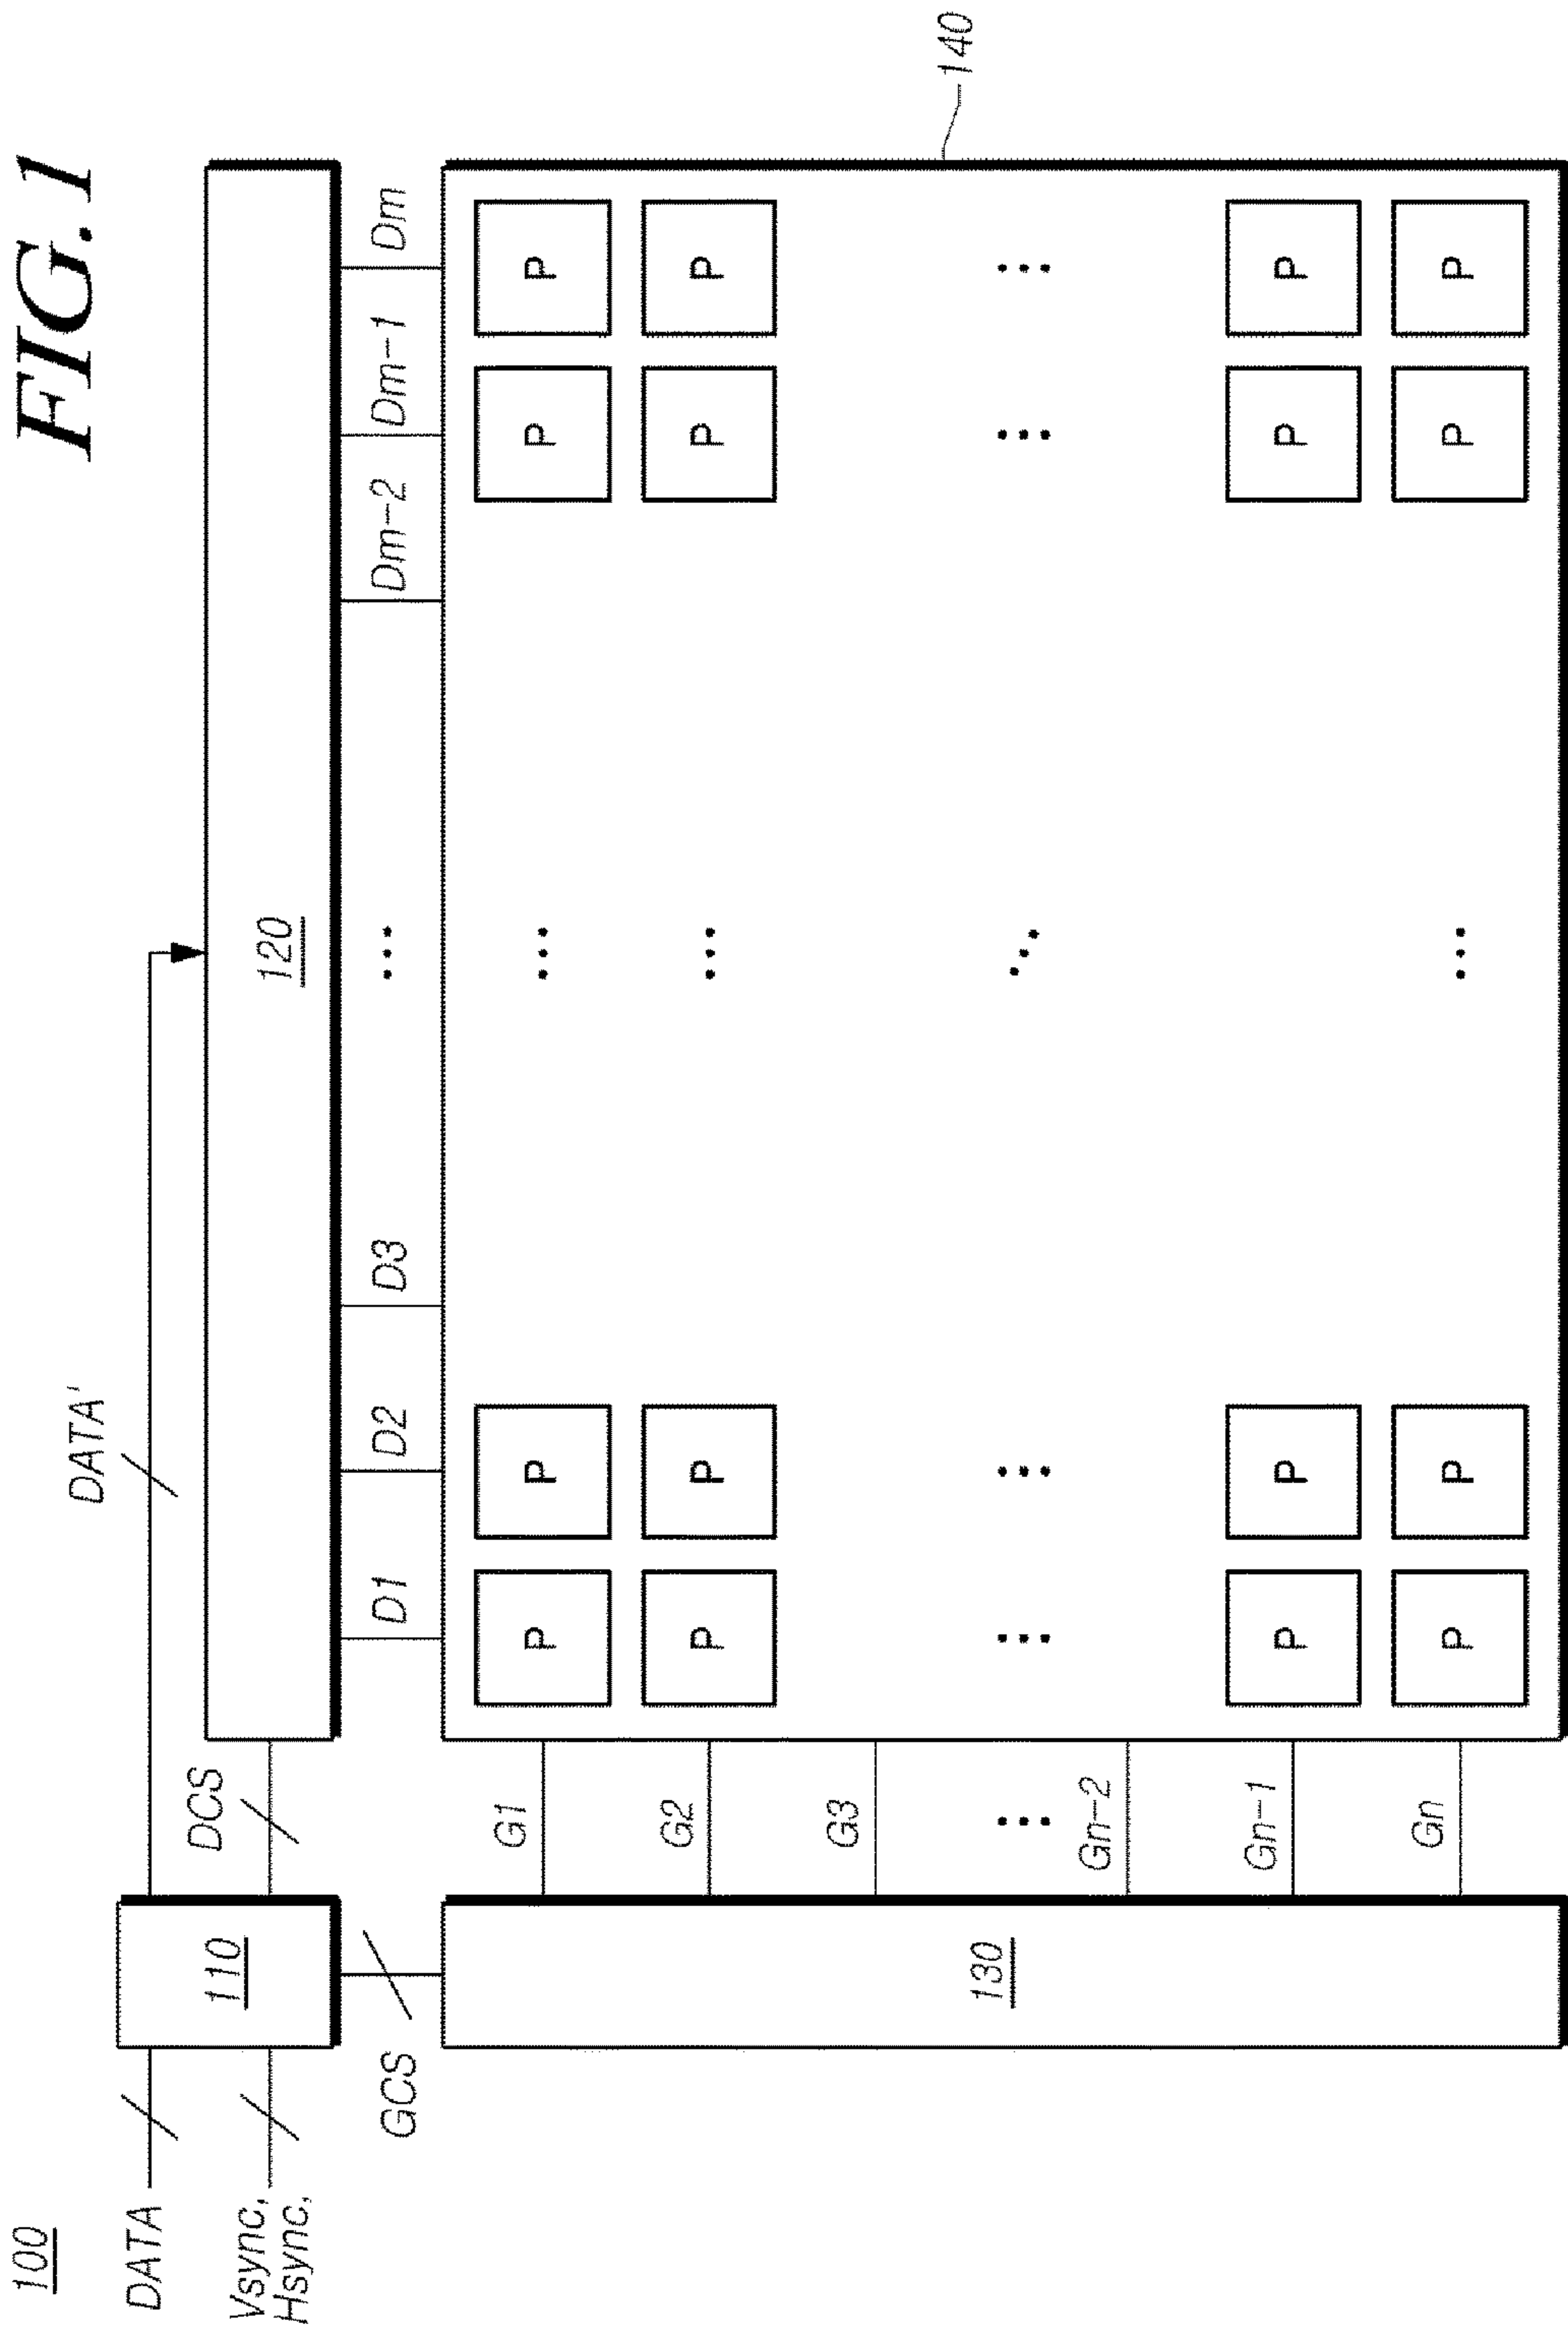 FIG.1
100
DATA
Vsync,
Hsync,
110
DATA'
DCS
GCS
120
D1 D2 D3 ... Dm-2 Dm-1 Dm
130
G1
G2
G3
...
Gn-2
Gn-1
Gn
P P ... P P
P P ... P P
... ... ... ... ...
P P P P
P P ... P P
140